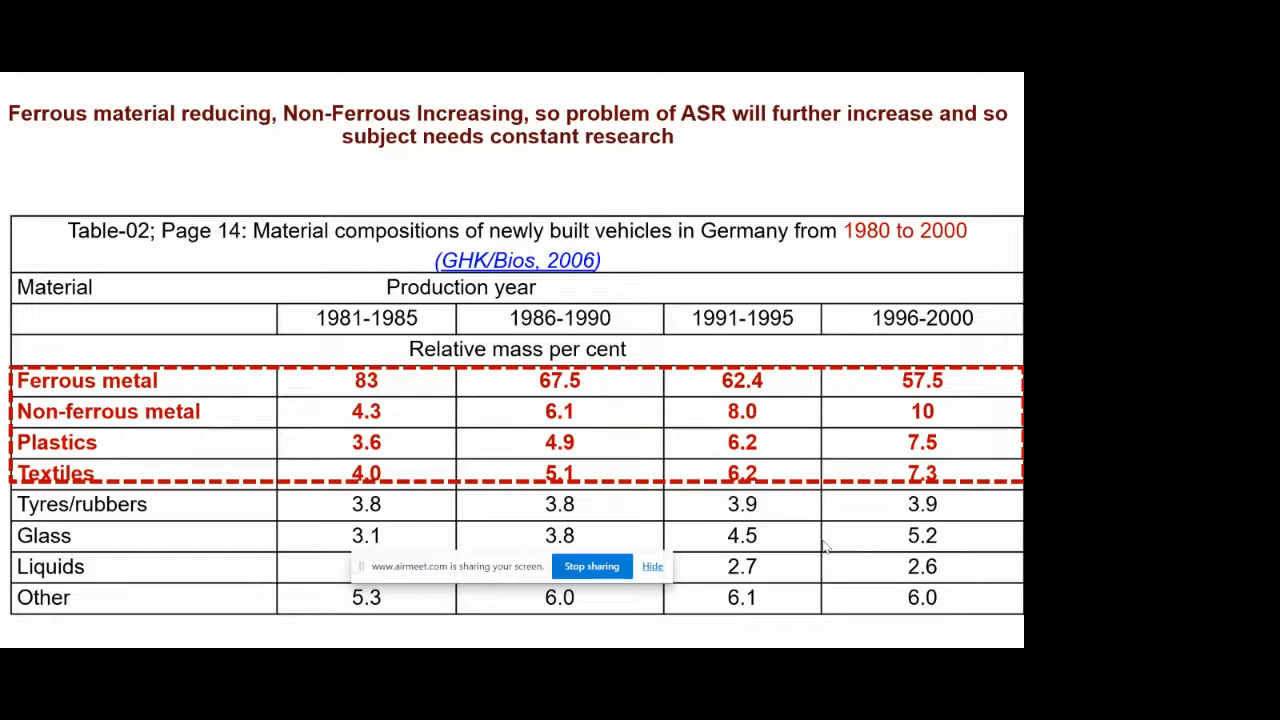 Ferrous material reducing, Non-Ferrous Increasing, so problem of ASR will further increase and so
subject needs constant research
Table-02; Page 14: Material compositions of newly built vehicles in Germany from 1980 to 2000
(GHK/Bios, 2006)
Material Production year
1981-1985 1986-1990 1991-1995 1996-2000
Relative mass per cent
Ferrous metal 83 67.5 62.4 57.5
Non-ferrous metal 4.3 6.1 8.0 10
Plastics 3.6 4.9 6.2 7.5
Textiles 4.0 5.1 6.2 7.3
Tyres/rubbers 3.8 3.8 3.9 3.9
Glass 3.1 3.8 4.5 5.2
Liquids 2.7 2.6
www.airmeet.com is sharing your screen. Stop sharing Hide
Other 5.3 6.0 6.1 6.0